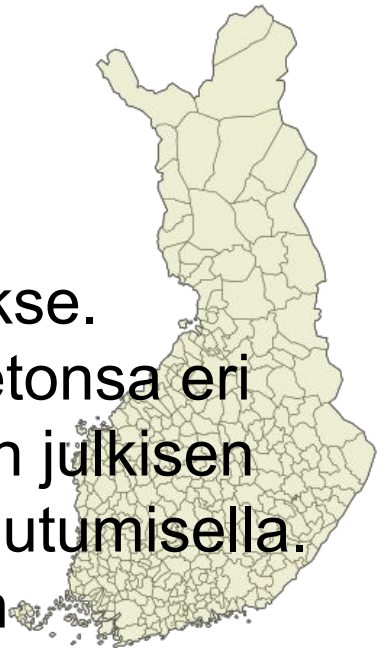 kse.
etonsa eri
n julkisen
utumisella.
n